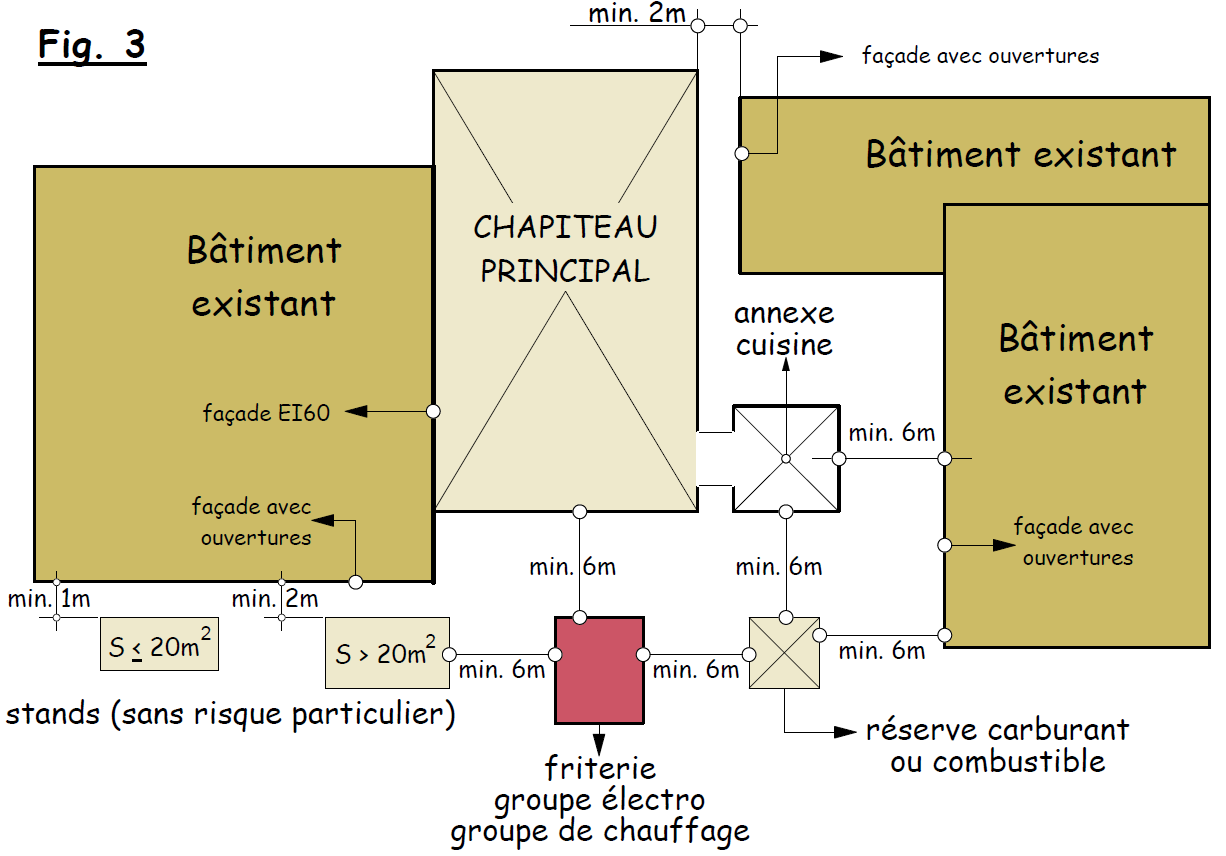 Fig. 3
min. 2m
façade avec ouvertures
Bâtiment existant
Bâtiment
existant
CHAPITEAU
PRINCIPAL
annexe
cuisine
Bâtiment
existant
façade EI60
min. 6m
façade avec
ouvertures
façade avec
ouvertures
min. 6m
min. 6m
min. 1m
min. 2m
S ≤ 20m²
S > 20m²
min. 6m
min. 6m
min. 6m
stands (sans risque particulier)
réserve carburant
ou combustible
friterie
groupe électro
groupe de chauffage